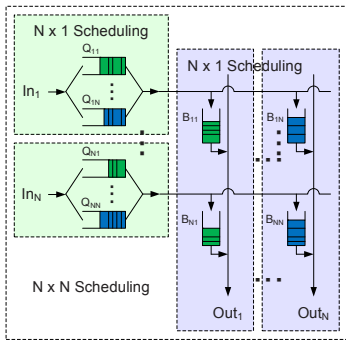 N x 1 Scheduling
Q11
In1
Q1N
N x 1 Scheduling
B11
B1N
QN1
InN
QNN
BN1
BNN
N x N Scheduling
Out1
OutN